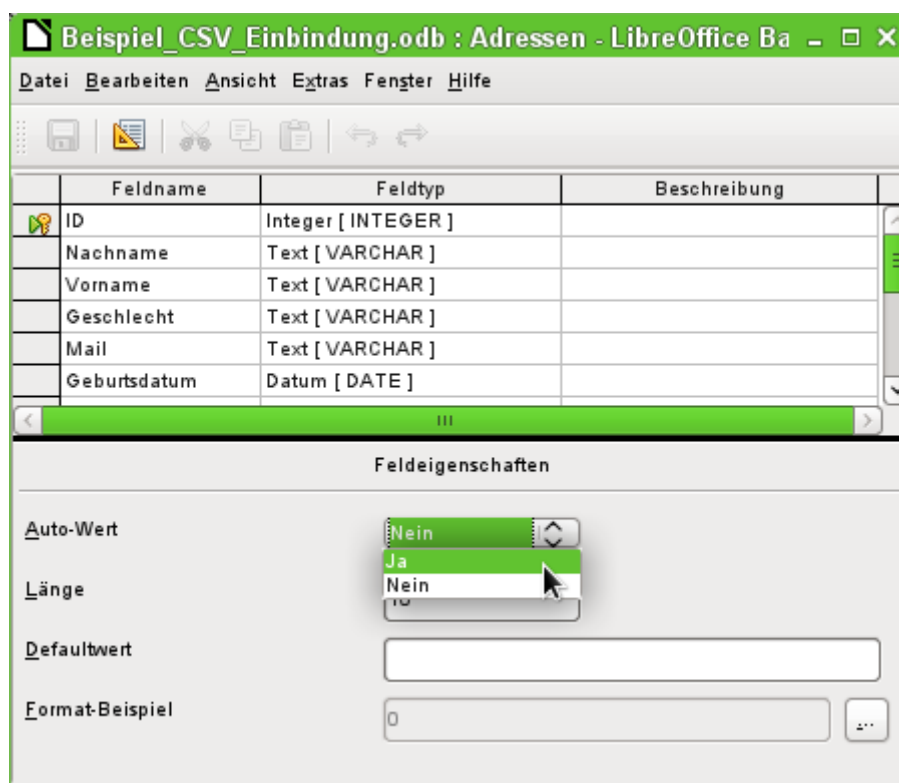 Beispiel_CSV_Einbindung.odb : Adressen - LibreOffice Ba
Datei Bearbeiten Ansicht Extras Fenster Hilfe
Feldname Feldtyp Beschreibung
ID Integer [ INTEGER ]
Nachname Text [ VARCHAR ]
Vorname Text [ VARCHAR ]
Geschlecht Text [ VARCHAR ]
Mail Text [ VARCHAR ]
Geburtsdatum Datum [ DATE ]
Feldeigenschaften
Auto-Wert Nein
Ja
Nein
Länge
Defaultwert
Format-Beispiel 0 ...